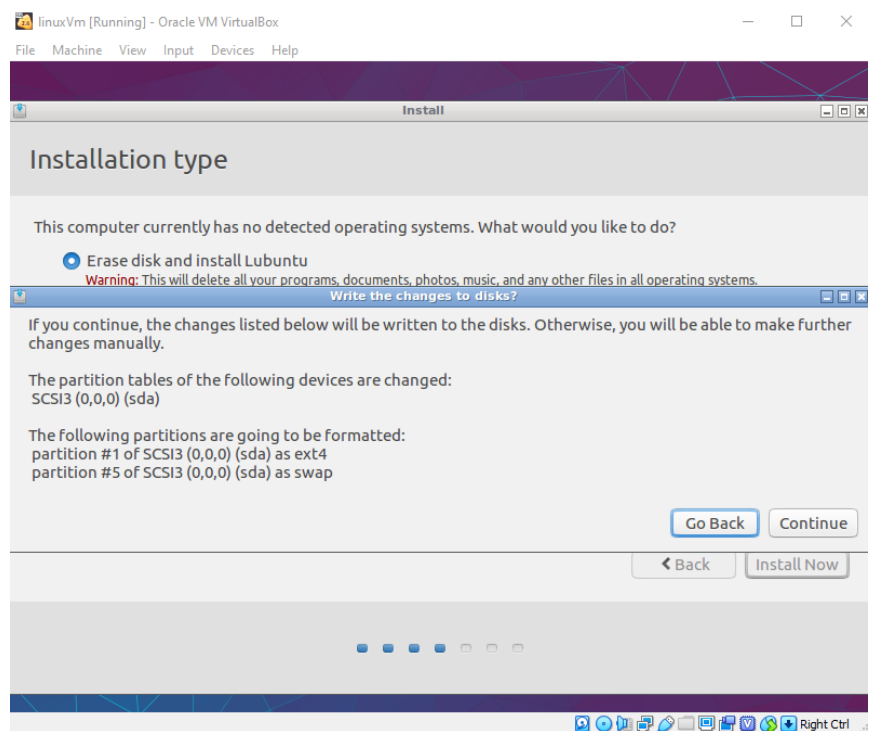 linuxVm [Running] - Oracle VM VirtualBox
File Machine View Input Devices Help
Install
Installation type
This computer currently has no detected operating systems. What would you like to do?
Erase disk and install Lubuntu
Warning: This will delete all your programs, documents, photos, music, and any other files in all operating systems.
Write the changes to disks?
If you continue, the changes listed below will be written to the disks. Otherwise, you will be able to make further
changes manually.
The partition tables of the following devices are changed:
SCSI3 (0,0,0) (sda)
The following partitions are going to be formatted:
partition #1 of SCSI3 (0,0,0) (sda) as ext4
partition #5 of SCSI3 (0,0,0) (sda) as swap
Go Back Continue
Back Install Now
Right Ctrl